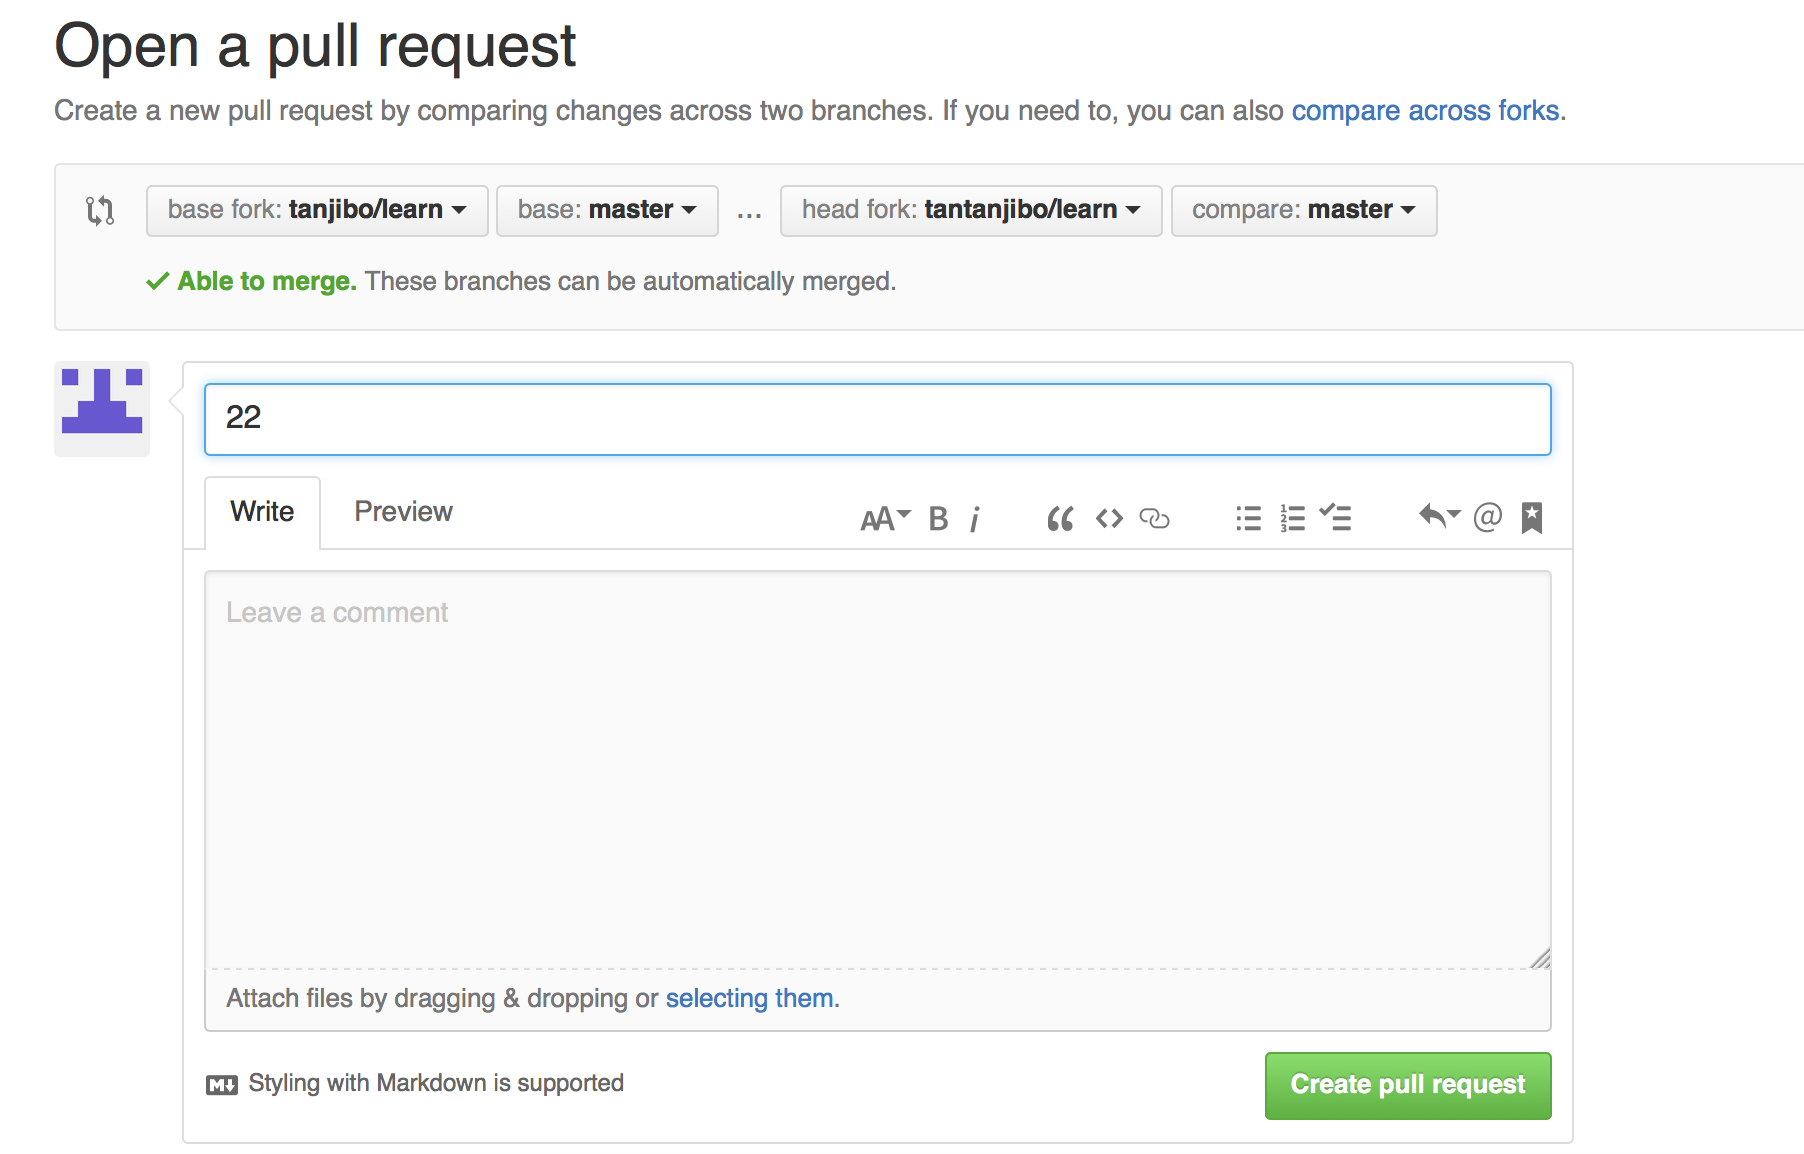 Open a pull request
Create a new pull request by comparing changes across two branches. If you need to, you can also compare across forks.
base fork: tanjibo/learn base: master ... head fork: tantanjibo/learn compare: master
Able to merge. These branches can be automatically merged.
22
Write Preview AA B i “ <> 1 2 3 @
Leave a comment
Attach files by dragging & dropping or selecting them.
M Styling with Markdown is supported
Create pull request